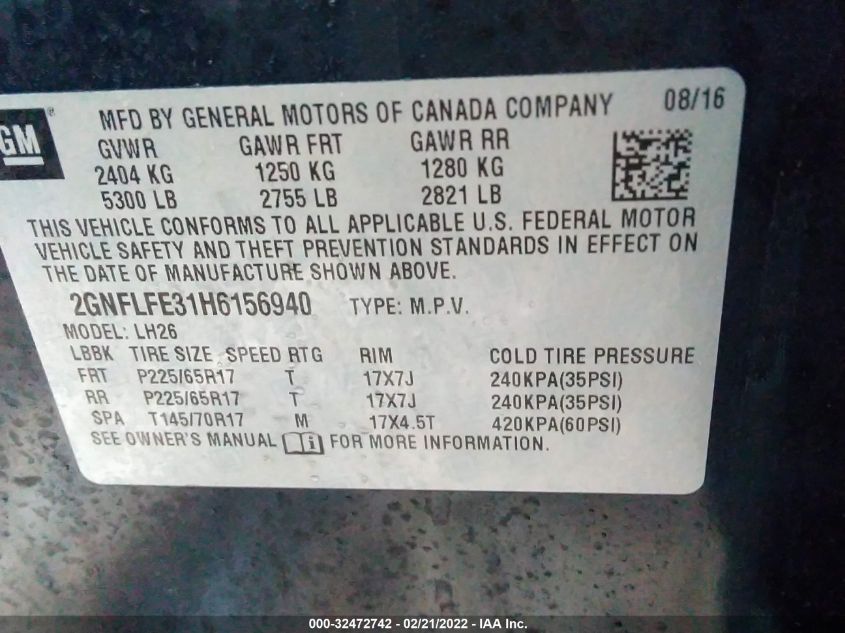 GM
MFD BY GENERAL MOTORS OF CANADA COMPANY 08/16
GVWR GAWR FRT GAWR RR
2404 KG 1250 KG 1280 KG
5300 LB 2755 LB 2821 LB
THIS VEHICLE CONFORMS TO ALL APPLICABLE U.S. FEDERAL MOTOR
VEHICLE SAFETY AND THEFT PREVENTION STANDARDS IN EFFECT ON
THE DATE OF MANUFACTURE SHOWN ABOVE.
2GNFLFE31H6156940 TYPE: M.P.V.
MODEL: LH26
LBBK TIRE SIZE SPEED RTG RIM COLD TIRE PRESSURE
FRT P225/65R17 T 17X7J 240KPA(35PSI)
RR P225/65R17 T 17X7J 240KPA(35PSI)
SPA T145/70R17 M 17X4.5T 420KPA(60PSI)
SEE OWNER'S MANUAL i FOR MORE INFORMATION.
000-32472742 - 02/21/2022 - IAA Inc.